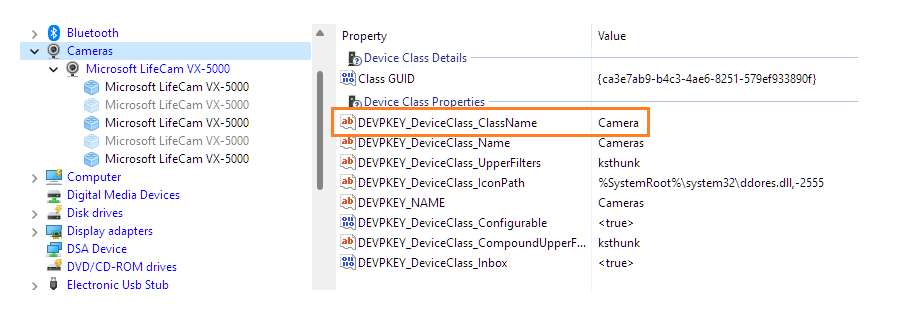 Bluetooth
Cameras
Microsoft LifeCam VX-5000
Microsoft LifeCam VX-5000
Microsoft LifeCam VX-5000
Microsoft LifeCam VX-5000
Microsoft LifeCam VX-5000
Microsoft LifeCam VX-5000
Computer
Digital Media Devices
Disk drives
Display adapters
DSA Device
DVD/CD-ROM drives
Electronic Usb Stub
Property Value
Device Class Details
Class GUID {ca3e7ab9-b4c3-4ae6-8251-579ef933890f}
Device Class Properties
DEVPKEY_DeviceClass_ClassName Camera
DEVPKEY_DeviceClass_Name Cameras
DEVPKEY_DeviceClass_UpperFilters ksthunk
DEVPKEY_DeviceClass_IconPath %SystemRoot%\system32\ddores.dll,-2555
DEVPKEY_NAME Cameras
DEVPKEY_DeviceClass_Configurable <true>
DEVPKEY_DeviceClass_CompoundUpperF... ksthunk
DEVPKEY_DeviceClass_Inbox <true>